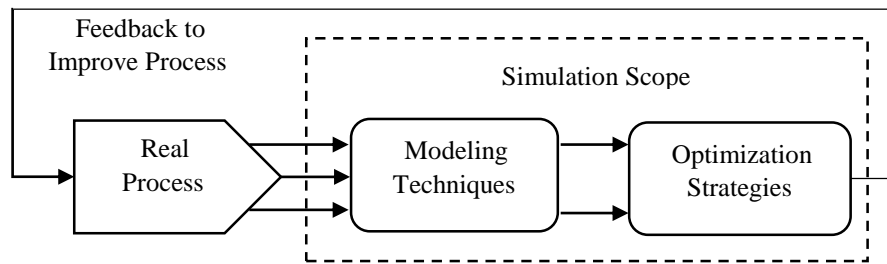 Feedback to
Improve Process
Simulation Scope
Real
Process
Modeling
Techniques
Optimization
Strategies